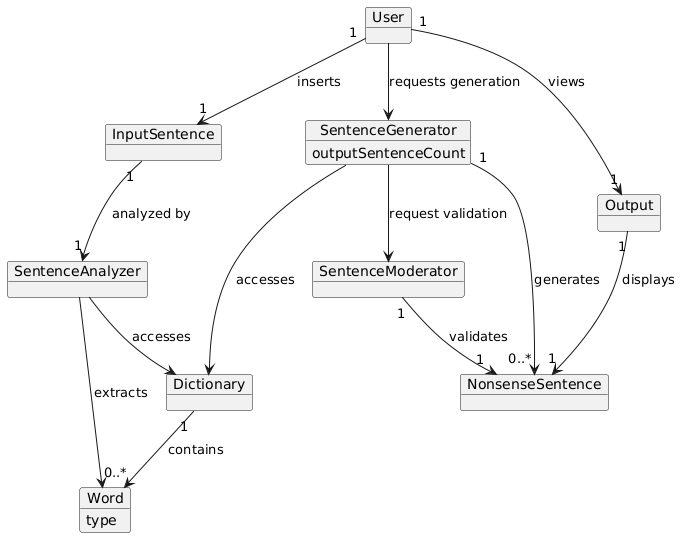 User
1
1
inserts
requests generation
views
1
InputSentence
SentenceGenerator
outputSentenceCount
1
1
1
Output
analyzed by
request validation
1
1
SentenceAnalyzer
SentenceModerator
accesses
generates
displays
1
accesses
validates
1
0..*
1
extracts
Dictionary
NonsenseSentence
1
contains
0..*
Word
type